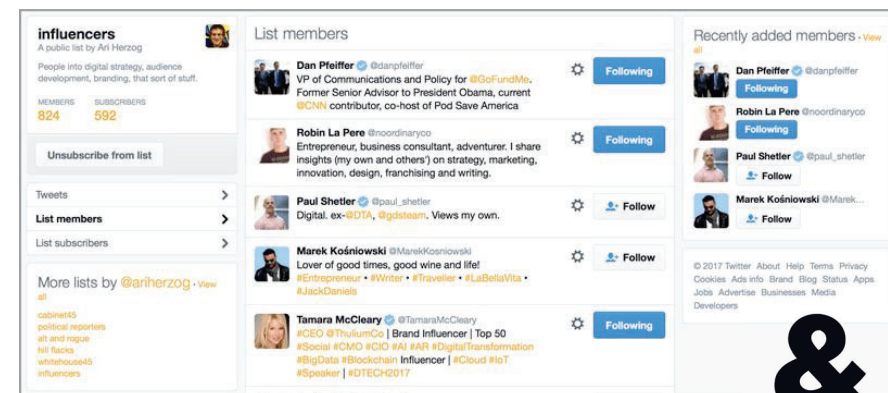 influencers
A public list by Ari Herzog
People into digital strategy, audience
development, branding, that sort of stuff.
MEMBERS SUBSCRIBERS
824 592
Unsubscribe from list
Tweets
List members
List subscribers
More lists by @ariherzog · View
all
cabinet45
political reporters
alt and rogue
hill flacks
whitehouse45
influencers
List members
Dan Pfeiffer @danpfeiffer
VP of Communications and Policy for @GoFundMe.
Former Senior Advisor to President Obama, current
@CNN contributor, co-host of Pod Save America
Following
Robin La Pere @noordinaryco
Entrepreneur, business consultant, adventurer. I share
insights (my own and others') on strategy, marketing,
innovation, design, franchising and writing.
Following
Paul Shetler @paul_shetler
Digital. ex-@DTA, @gdsteam. Views my own.
Follow
Marek Kośniowski @MarekKosniowski
Lover of good times, good wine and life!
#Entrepreneur • #Writer • #Traveller • #LaBellaVita •
#JackDaniels
Follow
Tamara McCleary @TamaraMcCleary
#CEO @ThuliumCo | Brand Influencer | Top 50
#Social #CMO #CIO #AI #AR #DigitalTransformation
#BigData #Blockchain Influencer | #Cloud #IoT
#Speaker | #DTECH2017
Following
Recently added members · View
all
Dan Pfeiffer @danpfeiffer
Following
Robin La Pere @noordinaryco
Following
Paul Shetler @paul_shetler
Follow
Marek Kośniowski @Marek...
Follow
© 2017 Twitter About Help Terms Privacy
Cookies Ads info Brand Blog Status Apps
Jobs Advertise Businesses Media
Developers
&